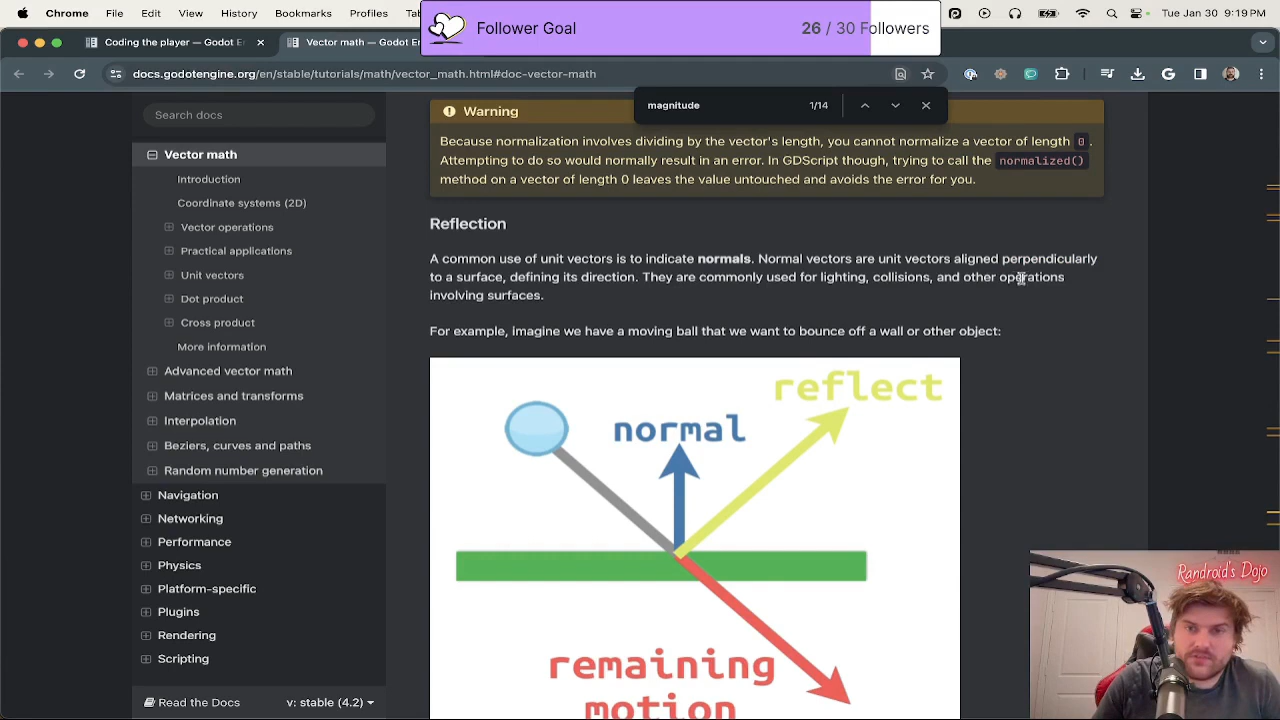 Follower Goal
26 / 30 Followers
Chrome
File
Edit
View
History
Bookmarks
Profiles
Tue Jan 30 9:19 PM
Coding the player — Godot E
Vector math — Godot E
docs.godotengine.org/en/stable/tutorials/math/vector_math.html#doc-vector-math
magnitude
1/14
Search docs
Vector math
Introduction
Coordinate systems (2D)
Vector operations
Practical applications
Unit vectors
Dot product
Cross product
More information
Advanced vector math
Matrices and transforms
Interpolation
Beziers, curves and paths
Random number generation
Navigation
Networking
Performance
Physics
Platform-specific
Plugins
Rendering
Scripting
Read the Docs
v: stable (4.2)
Warning
Because normalization involves dividing by the vector's length, you cannot normalize a vector of length 0 .
Attempting to do so would normally result in an error. In GDScript though, trying to call the normalized()
method on a vector of length 0 leaves the value untouched and avoids the error for you.
Reflection
A common use of unit vectors is to indicate normals. Normal vectors are unit vectors aligned perpendicularly
to a surface, defining its direction. They are commonly used for lighting, collisions, and other operations
involving surfaces.
For example, imagine we have a moving ball that we want to bounce off a wall or other object:
reflect
normal
remaining
motion
Randroid's Dojo